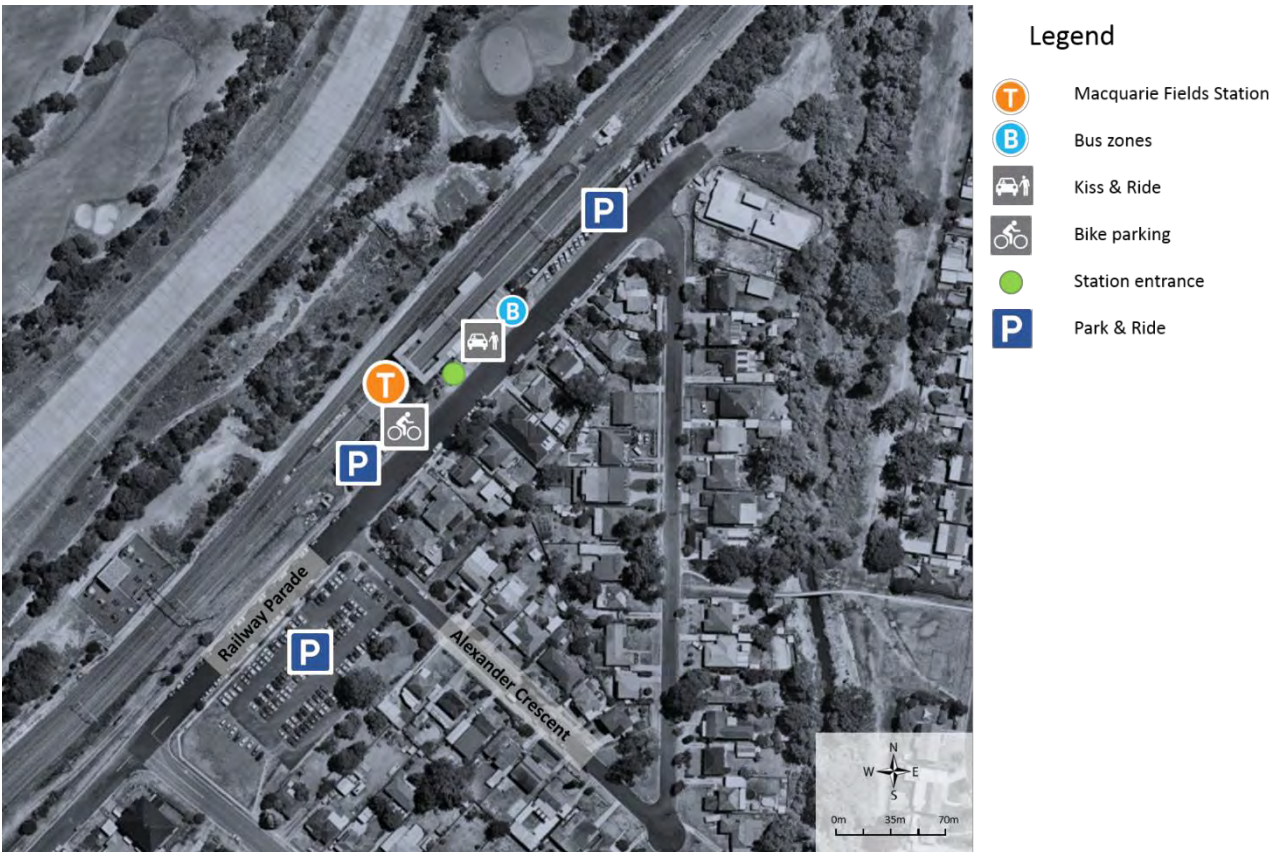 Legend
T Macquarie Fields Station
B Bus zones
Kiss & Ride
Bike parking
Station entrance
P Park & Ride
P
B
T
P
Railway Parade
P
Alexander Crescent
N
W E
S
0m 35m 70m